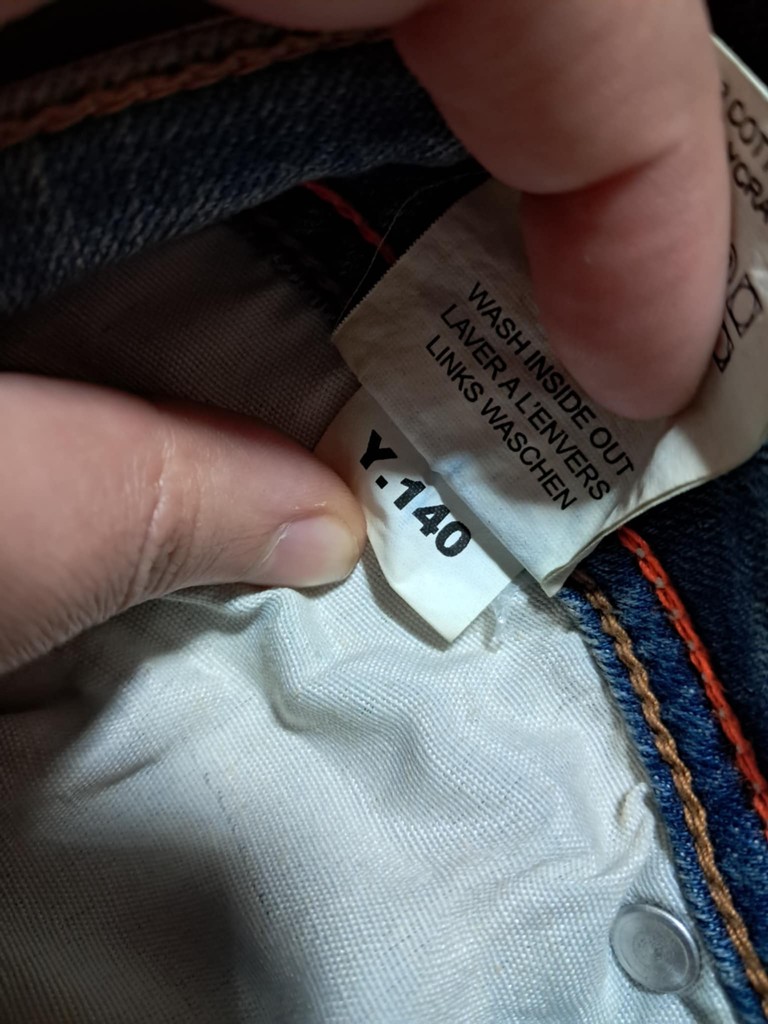 WASH INSIDE OUT
LAVER A L'ENVERS
LINKS WASCHEN
Y.140